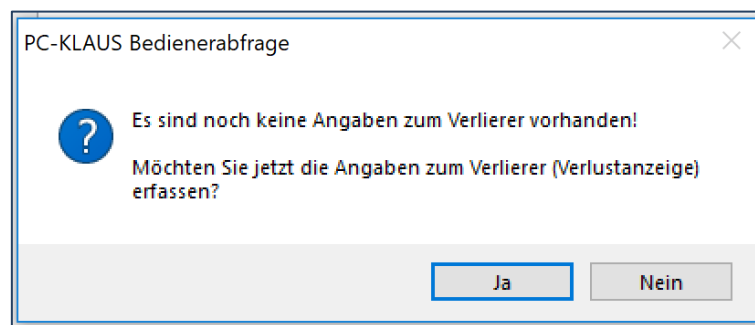 PC-KLAUS Bedienerabfrage
Es sind noch keine Angaben zum Verlierer vorhanden!
Möchten Sie jetzt die Angaben zum Verlierer (Verlustanzeige)
erfassen?
Ja
Nein